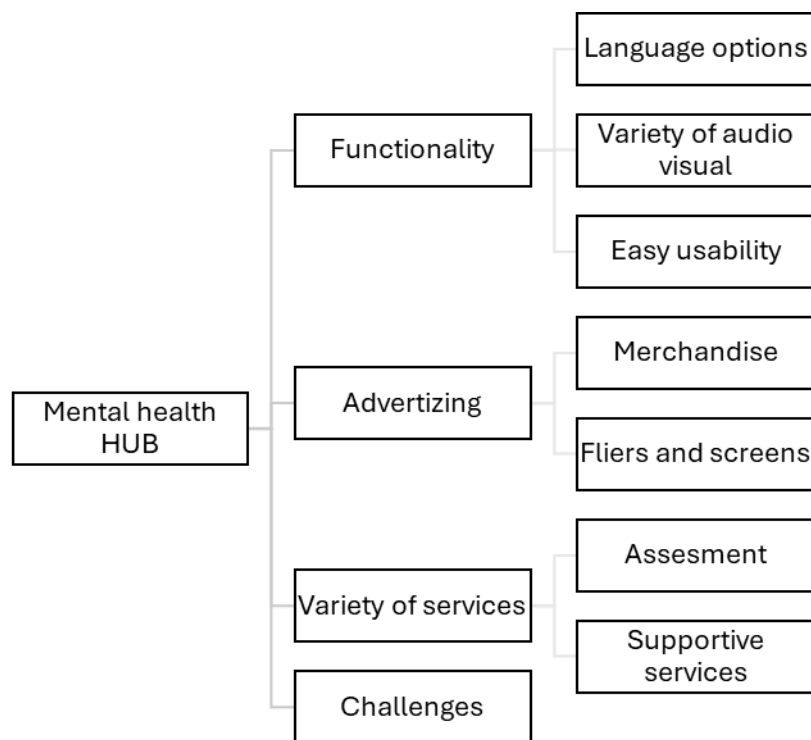 Language options
Functionality
Variety of audio
visual
Easy usability
Merchandise
Mental health
HUB
Advertizing
Fliers and screens
Assesment
Variety of services
Supportive
services
Challenges